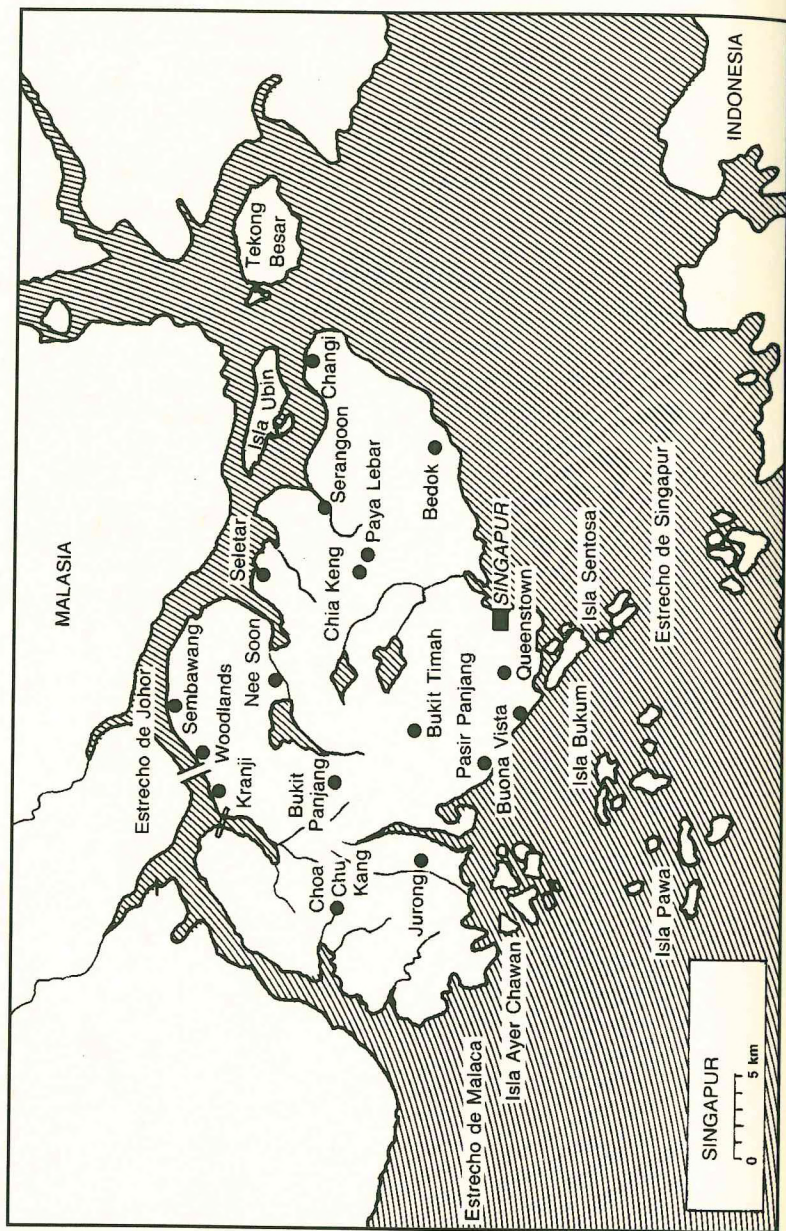 MALASIA
Estrecho de Johor
Sembawang
Woodlands
Kranji
Nee Soon
Seletar
Isla Ubin
Tekong
Besar
Changi
Serangoon
Chia Keng
Paya Lebar
Bedok
Bukit
Panjang
Choa
Chu
Kang
Jurong
Bukit Timah
Pasir Panjang
Buona Vista
Queenstown
SINGAPUR
Isla Sentosa
Isla Bukum
Isla Ayer Chawan
Isla Pawa
Estrecho de Malaca
Estrecho de Singapur
INDONESIA
SINGAPUR
0 5 km